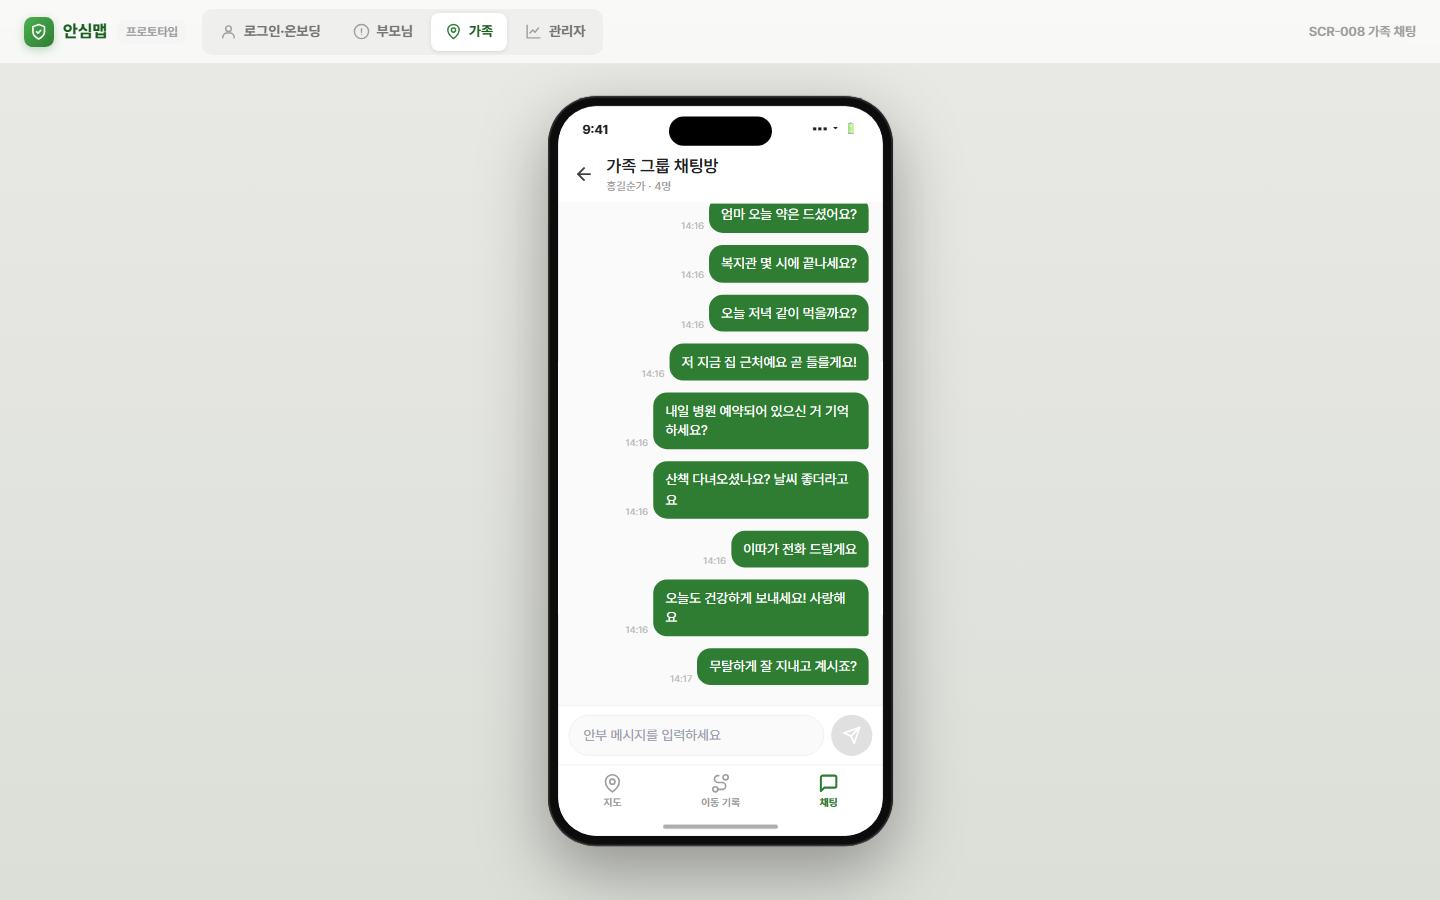 안심맵
프로토타입
로그인·온보딩
부모님
가족
관리자
SCR-008 가족 채팅
9:41
가족 그룹 채팅방
홍길순가 · 4명
엄마 오늘 약은 드셨어요?
14:16
복지관 몇 시에 끝나세요?
14:16
오늘 저녁 같이 먹을까요?
14:16
저 지금 집 근처예요 곧 들를게요!
14:16
내일 병원 예약되어 있으신 거 기억
하세요?
14:16
산책 다녀오셨나요? 날씨 좋더라고
요
14:16
이따가 전화 드릴게요
14:16
오늘도 건강하게 보내세요! 사랑해
요
14:16
무탈하게 잘 지내고 계시죠?
14:17
안부 메시지를 입력하세요
지도
이동 기록
채팅